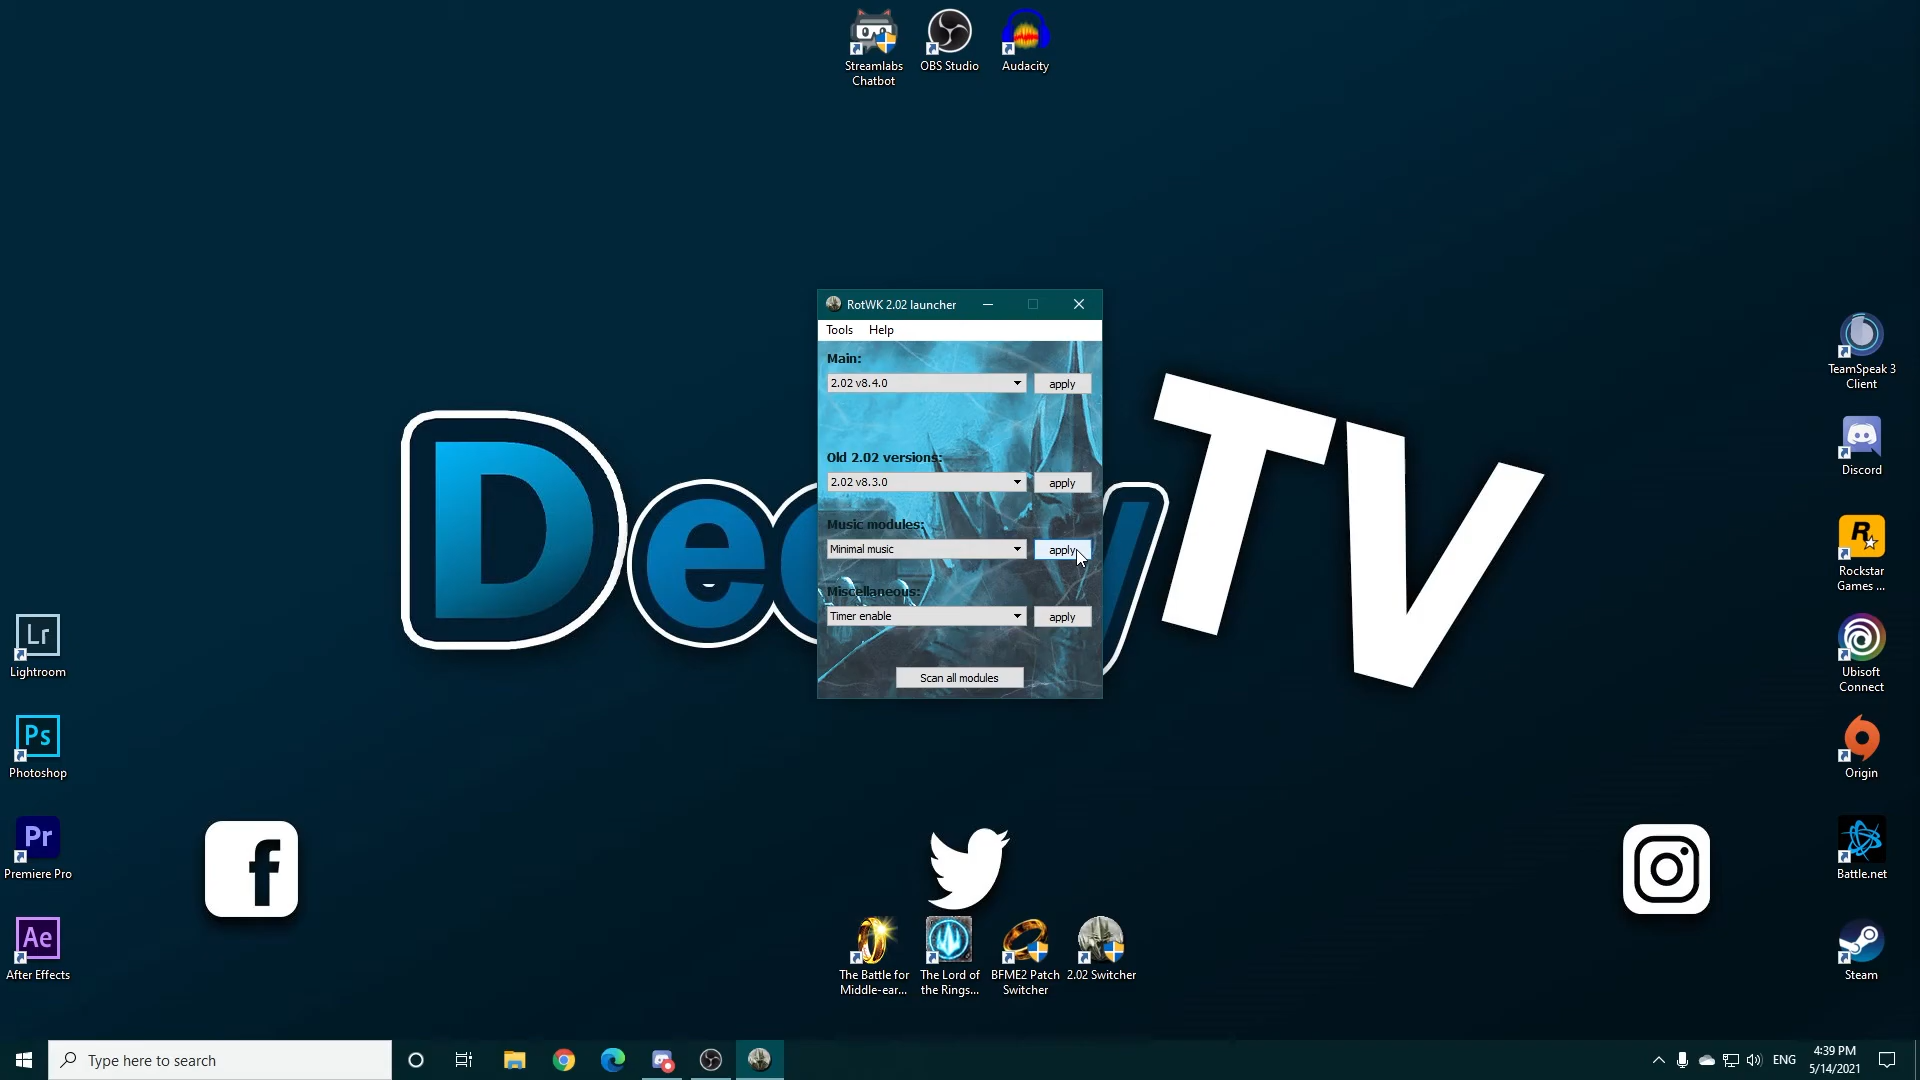 Streamlabs
Chatbot
OBS Studio
Audacity
RotWK 2.02 launcher
Tools
Help
Main:
2.02 v8.4.0
apply
Old 2.02 versions:
2.02 v8.3.0
apply
Music modules:
Minimal music
apply
Miscellaneous:
Timer enable
apply
Scan all modules
TV
TeamSpeak 3
Client
Discord
Rockstar
Games ...
Ubisoft
Connect
Origin
Battle.net
Steam
Lr
Lightroom
Ps
Photoshop
Pr
Premiere Pro
Ae
After Effects
The Battle for
Middle-ear...
The Lord of
the Rings...
BFME2 Patch
Switcher
2.02 Switcher
Type here to search
ENG
4:39 PM
5/14/2021